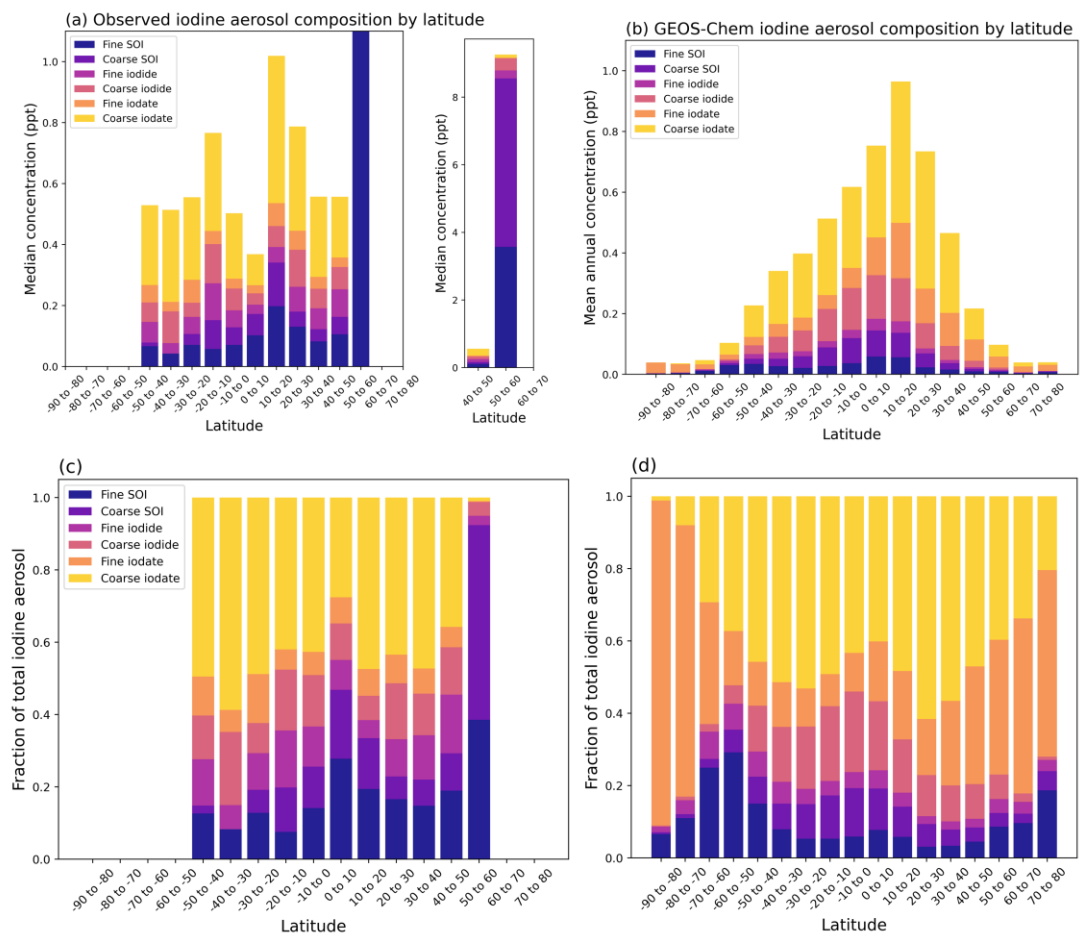 (a) Observed iodine aerosol composition by latitude
Median concentration (ppt)
1.0
0.8
0.6
0.4
0.2
0.0
Fine SOI
Coarse SOI
Fine iodide
Coarse iodide
Fine iodate
Coarse iodate
-90 to -80
-80 to -70
-70 to -60
-60 to -50
-50 to -40
-40 to -30
-30 to -20
-20 to -10
-10 to 0
0 to 10
10 to 20
20 to 30
30 to 40
40 to 50
50 to 60
60 to 70
70 to 80
Latitude
Median concentration (ppt)
8
6
4
2
0
40 to 50
50 to 60
60 to 70
(b) GEOS-Chem iodine aerosol composition by latitude
Mean annual concentration (ppt)
1.0
0.8
0.6
0.4
0.2
0.0
Fine SOI
Coarse SOI
Fine iodide
Coarse iodide
Fine iodate
Coarse iodate
-90 to -80
-80 to -70
-70 to -60
-60 to -50
-50 to -40
-40 to -30
-30 to -20
-20 to -10
-10 to 0
0 to 10
10 to 20
20 to 30
30 to 40
40 to 50
50 to 60
60 to 70
70 to 80
Latitude
(c)
Fraction of total iodine aerosol
1.0
0.8
0.6
0.4
0.2
0.0
Fine SOI
Coarse SOI
Fine iodide
Coarse iodide
Fine iodate
Coarse iodate
-90 to -80
-80 to -70
-70 to -60
-60 to -50
-50 to -40
-40 to -30
-30 to -20
-20 to -10
-10 to 0
0 to 10
10 to 20
20 to 30
30 to 40
40 to 50
50 to 60
60 to 70
70 to 80
Latitude
(d)
Fraction of total iodine aerosol
1.0
0.8
0.6
0.4
0.2
0.0
-90 to -80
-80 to -70
-70 to -60
-60 to -50
-50 to -40
-40 to -30
-30 to -20
-20 to -10
-10 to 0
0 to 10
10 to 20
20 to 30
30 to 40
40 to 50
50 to 60
60 to 70
70 to 80
Latitude